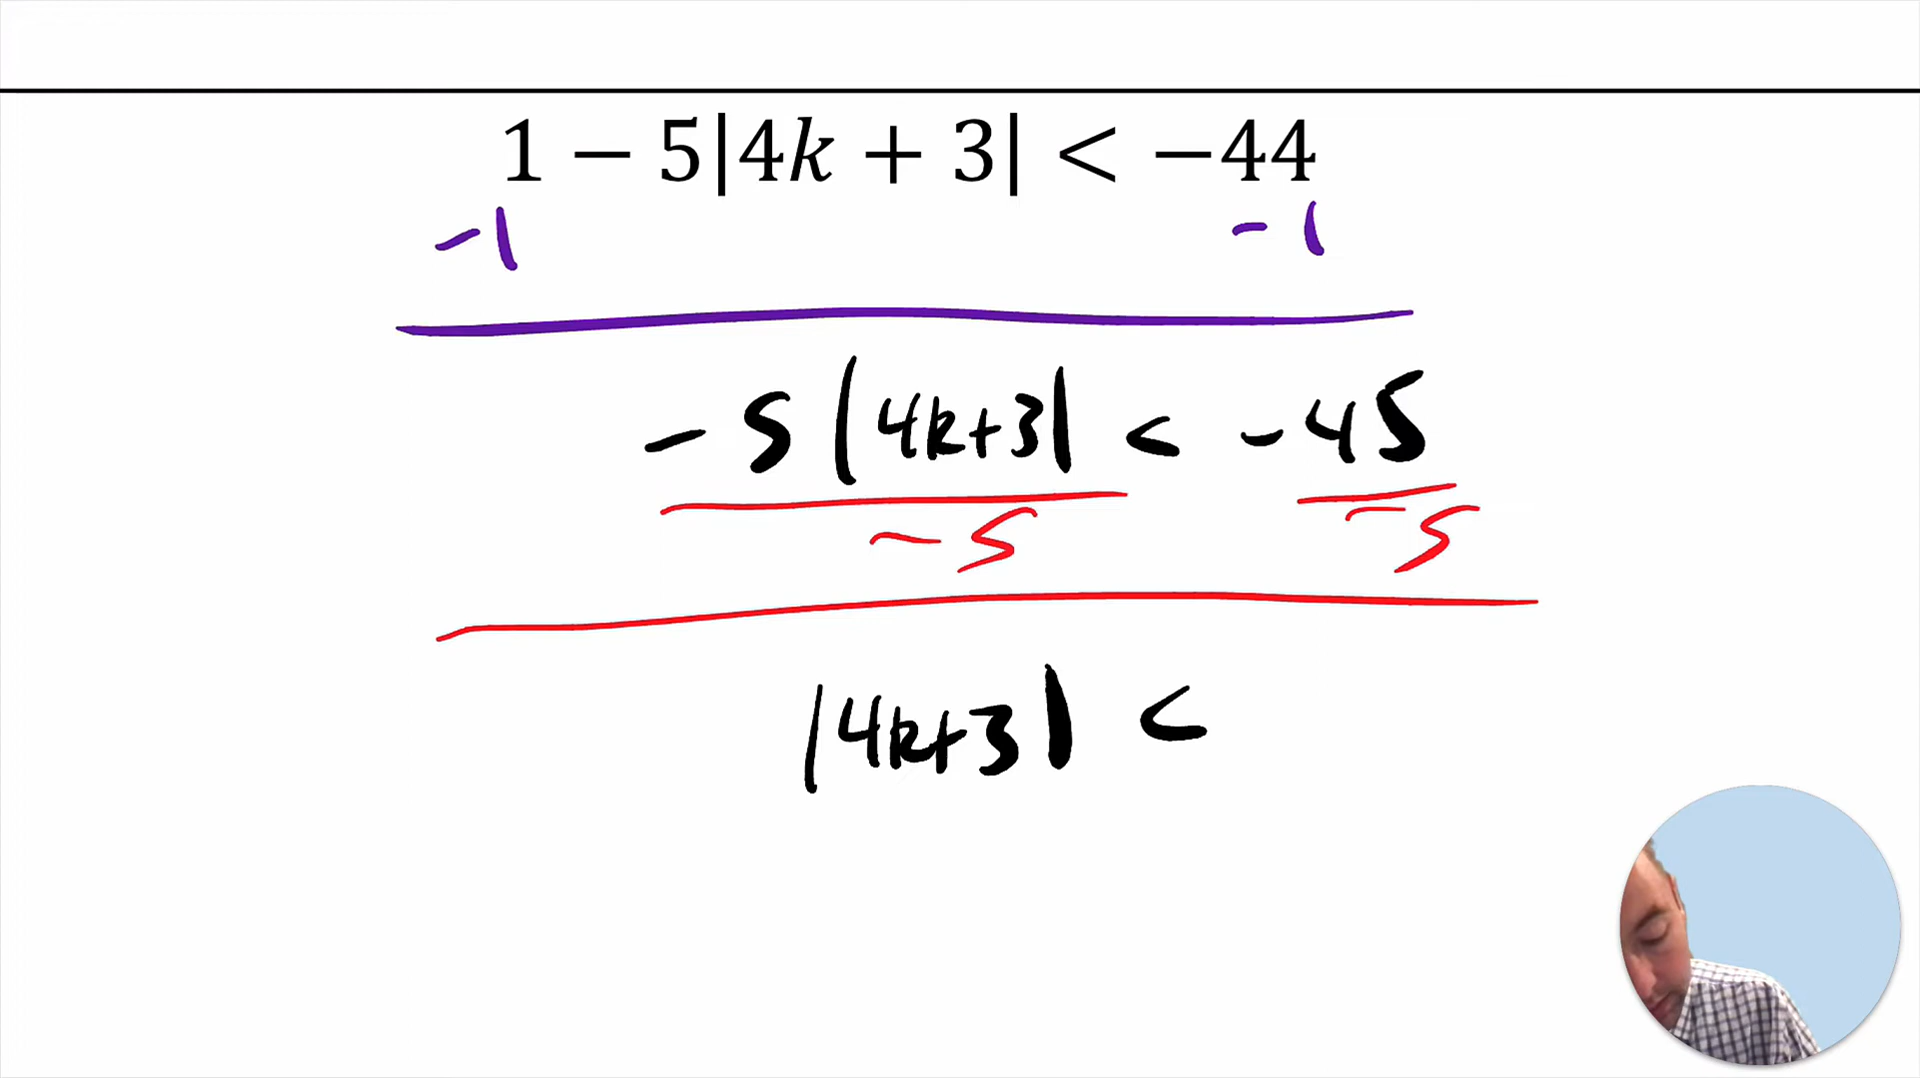 1 − 5|4k + 3| < −44
-1 -1
-5|4k+3| < -45
-5 -5
|4k+3| <